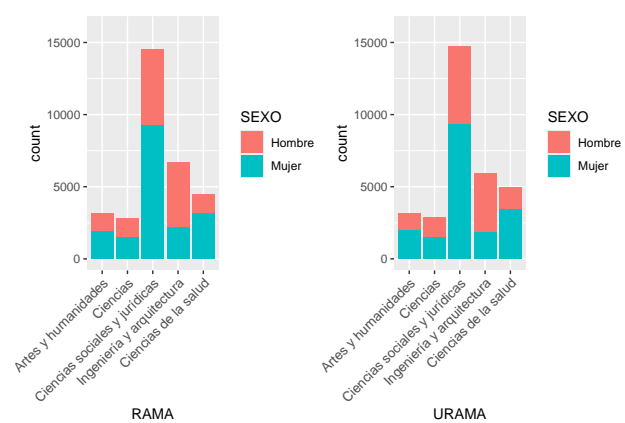 15000
10000
5000
0
count
Artes y humanidades
Ciencias
Ciencias sociales y jurídicas
Ingeniería y arquitectura
Ciencias de la salud
RAMA
SEXO
Hombre
Mujer
15000
10000
5000
0
count
Artes y humanidades
Ciencias
Ciencias sociales y jurídicas
Ingeniería y arquitectura
Ciencias de la salud
URAMA
SEXO
Hombre
Mujer